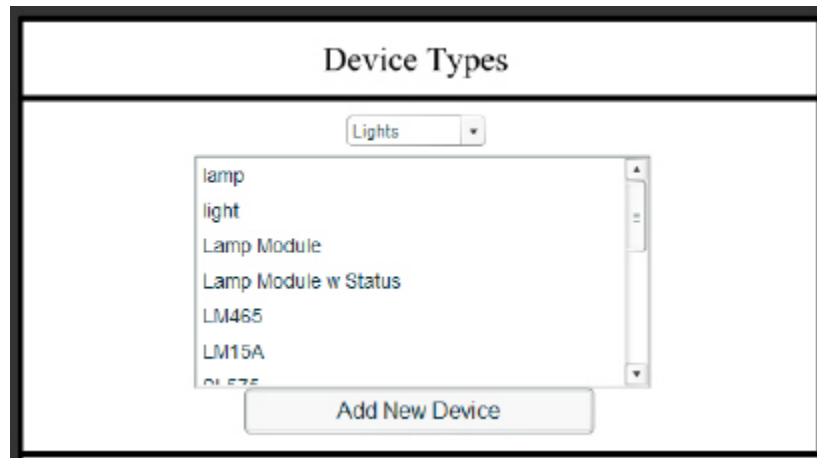 Device Types
Lights
lamp
light
Lamp Module
Lamp Module w Status
LM465
LM15A
Add New Device